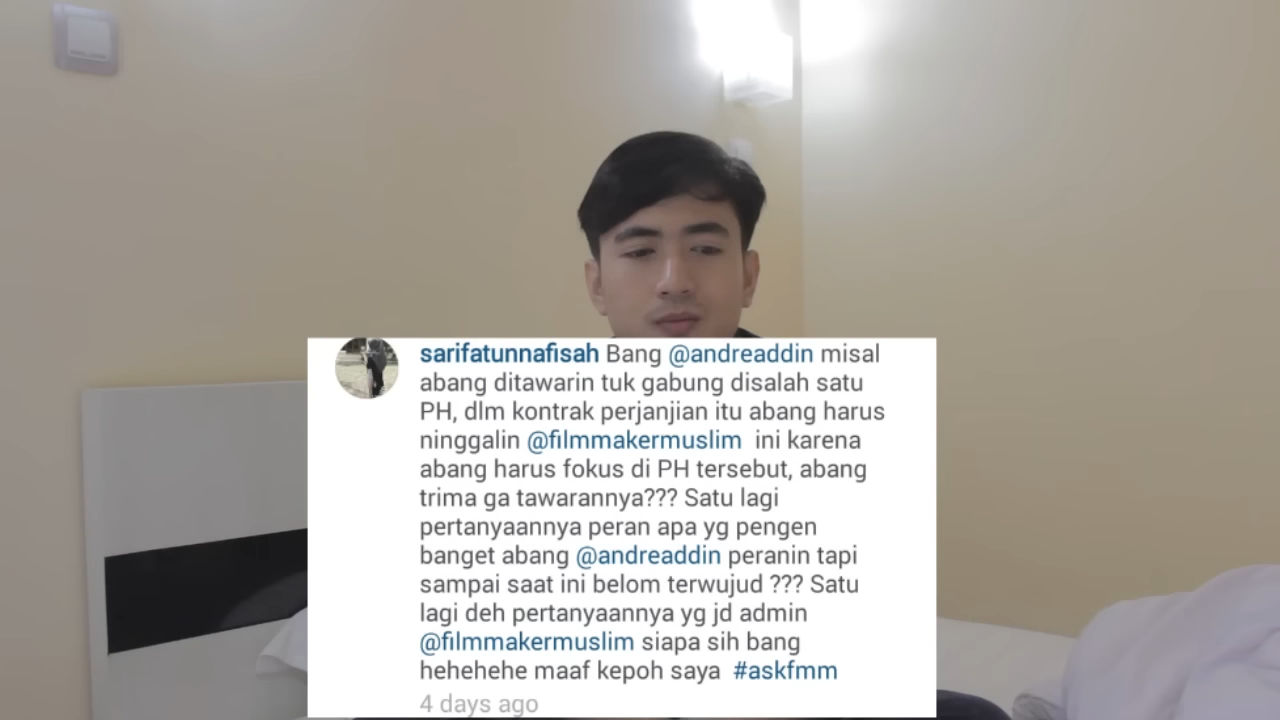 sarifatunnafisah Bang @andreaddin misal
abang ditawarin tuk gabung disalah satu
PH, dlm kontrak perjanjian itu abang harus
ninggalin @filmmakermuslim ini karena
abang harus fokus di PH tersebut, abang
trima ga tawarannya??? Satu lagi
pertanyaannya peran apa yg pengen
banget abang @andreaddin peranin tapi
sampai saat ini belom terwujud ??? Satu
lagi deh pertanyaannya yg jd admin
@filmmakermuslim siapa sih bang
hehehehe maaf kepoh saya #askfmm
4 days ago